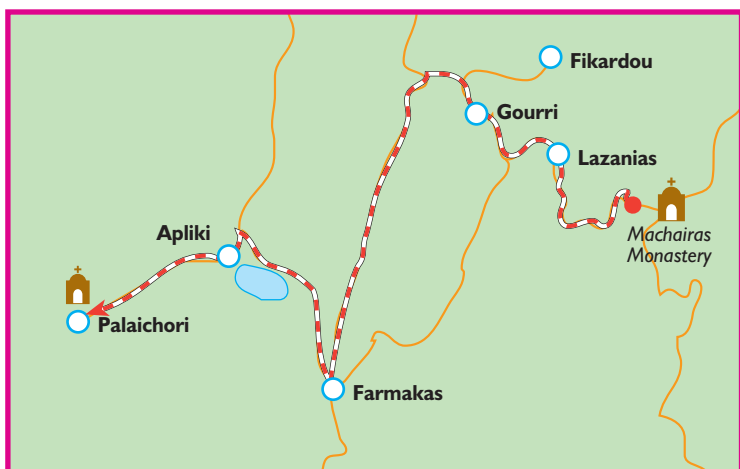 Fikardou
Gourri
Lazanias
Machairas
Monastery
Apliki
Palaichori
Farmakas